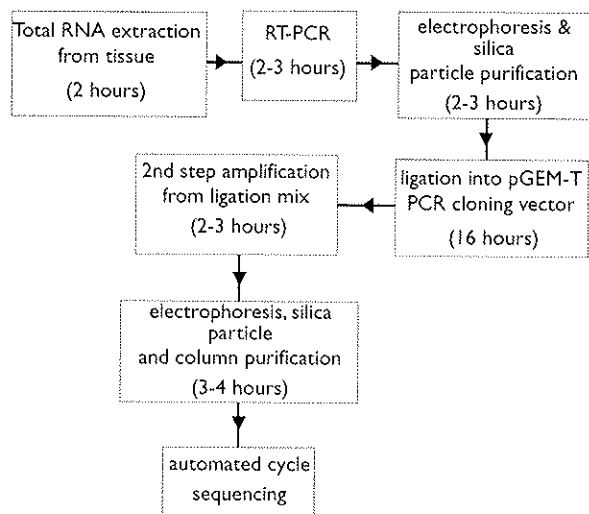 Total RNA extraction
from tissue
(2 hours)
RT-PCR
(2-3 hours)
electrophoresis &
silica
particle purification
(2-3 hours)
ligation into pGEM-T
PCR cloning vector
(16 hours)
2nd step amplification
from ligation mix
(2-3 hours)
electrophoresis, silica
particle
and column purification
(3-4 hours)
automated cycle
sequencing